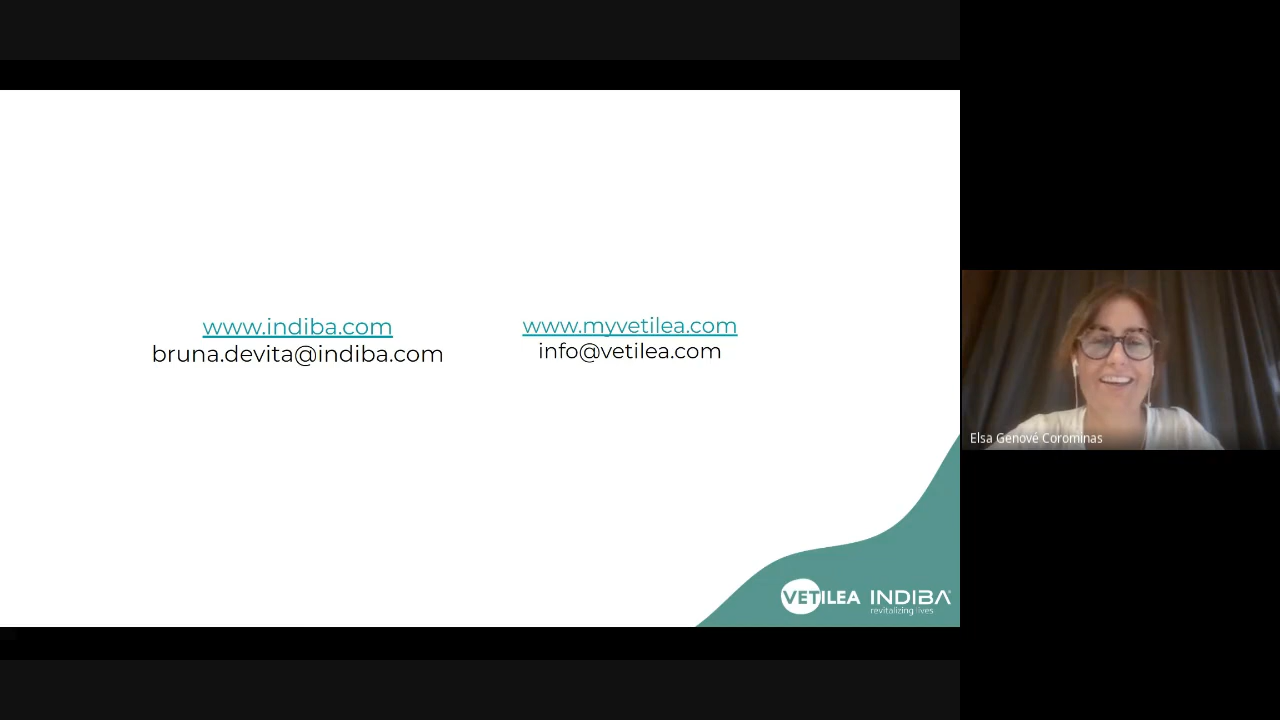 www.indiba.com
bruna.devita@indiba.com
www.myvetilea.com
info@vetilea.com
Elsa Genové Corominas
VETILEA INDIBA®
revitalizing lives